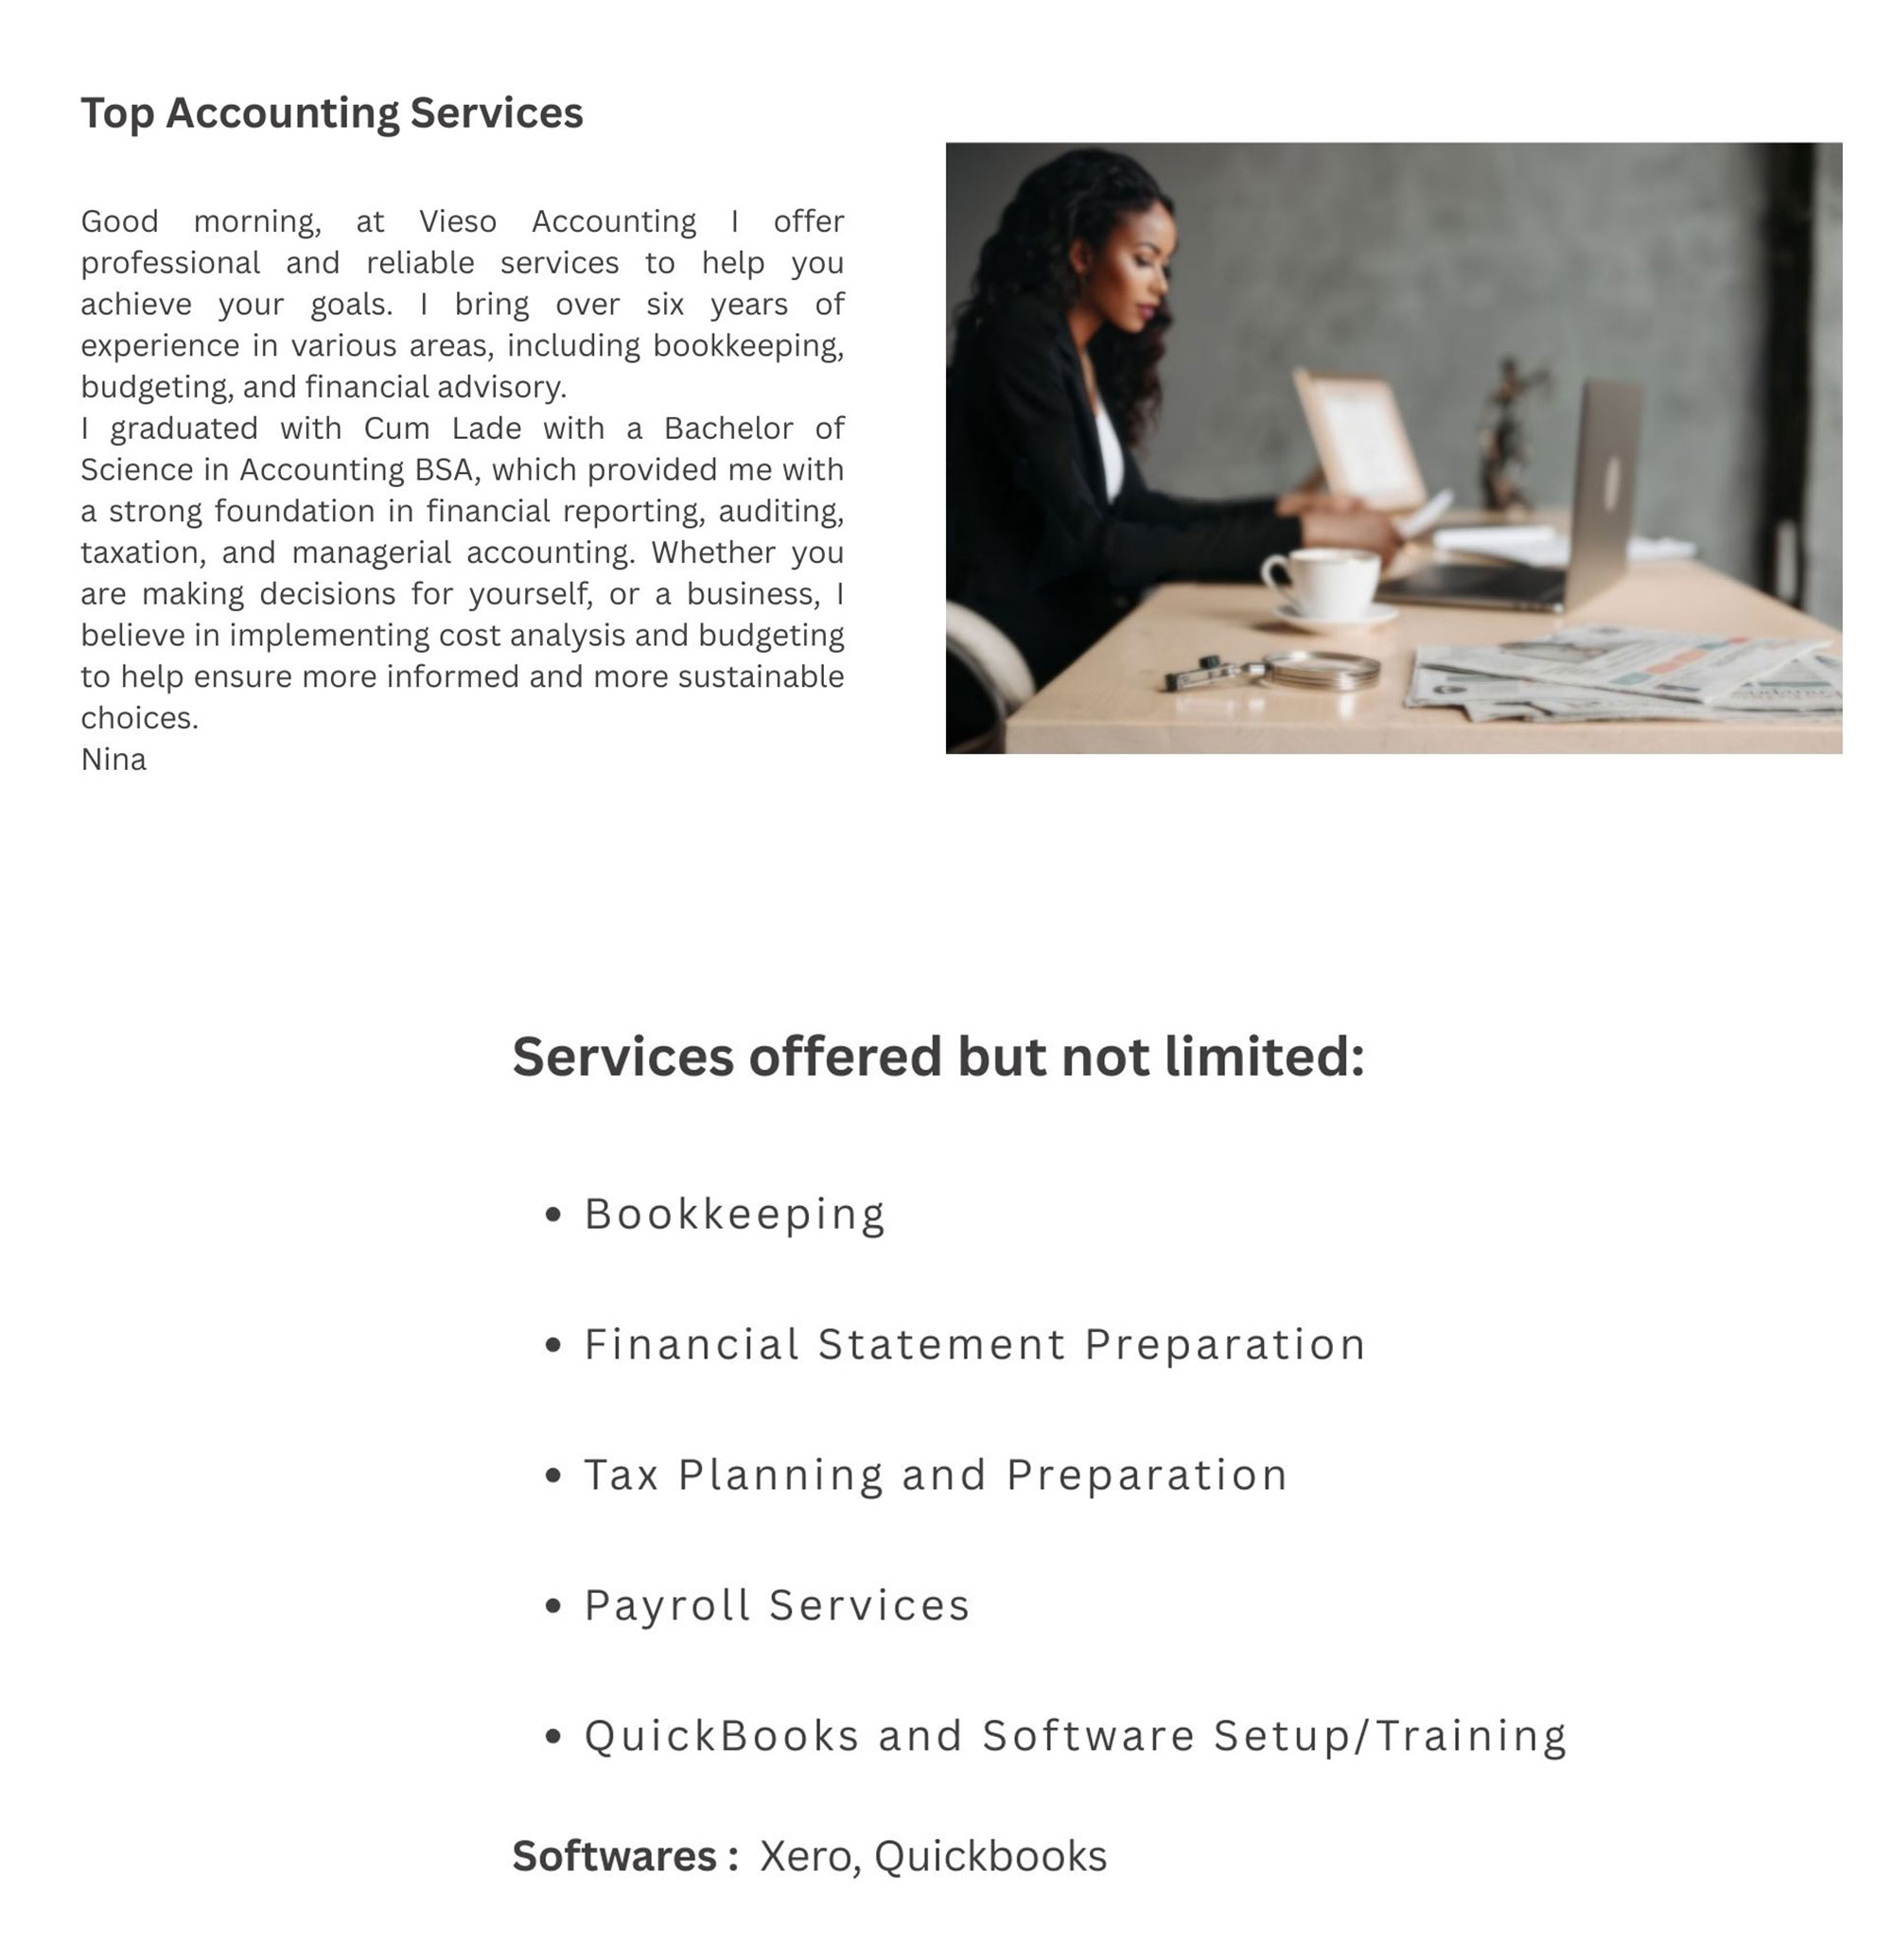 Top Accounting Services
Good morning, at Vieso Accounting I offer
professional and reliable services to help you
achieve your goals. I bring over six years of
experience in various areas, including bookkeeping,
budgeting, and financial advisory.
I graduated with Cum Lade with a Bachelor of
Science in Accounting BSA, which provided me with
a strong foundation in financial reporting, auditing,
taxation, and managerial accounting. Whether you
are making decisions for yourself, or a business, I
believe in implementing cost analysis and budgeting
to help ensure more informed and more sustainable
choices.
Nina
Services offered but not limited:
• Bookkeeping
• Financial Statement Preparation
• Tax Planning and Preparation
• Payroll Services
• QuickBooks and Software Setup/Training
Softwares : Xero, Quickbooks